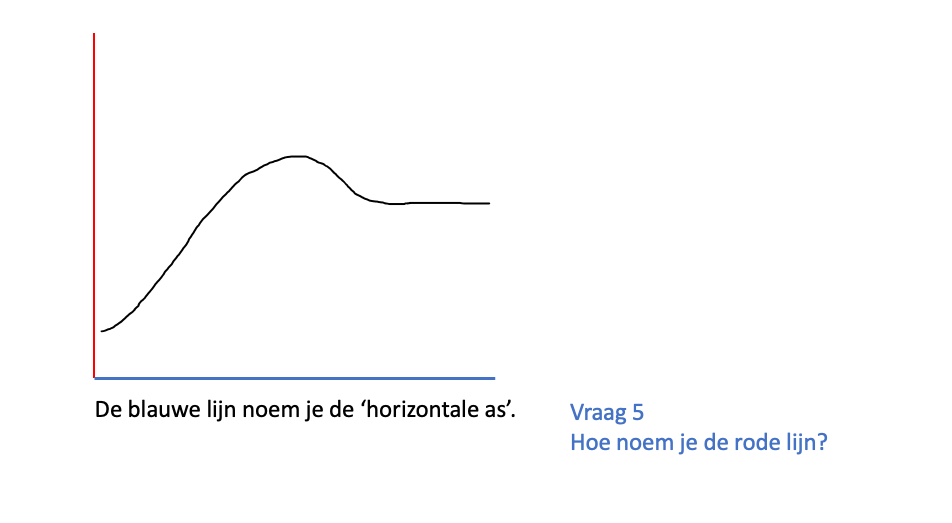 De blauwe lijn noem je de ‘horizontale as’.
Vraag 5
Hoe noem je de rode lijn?